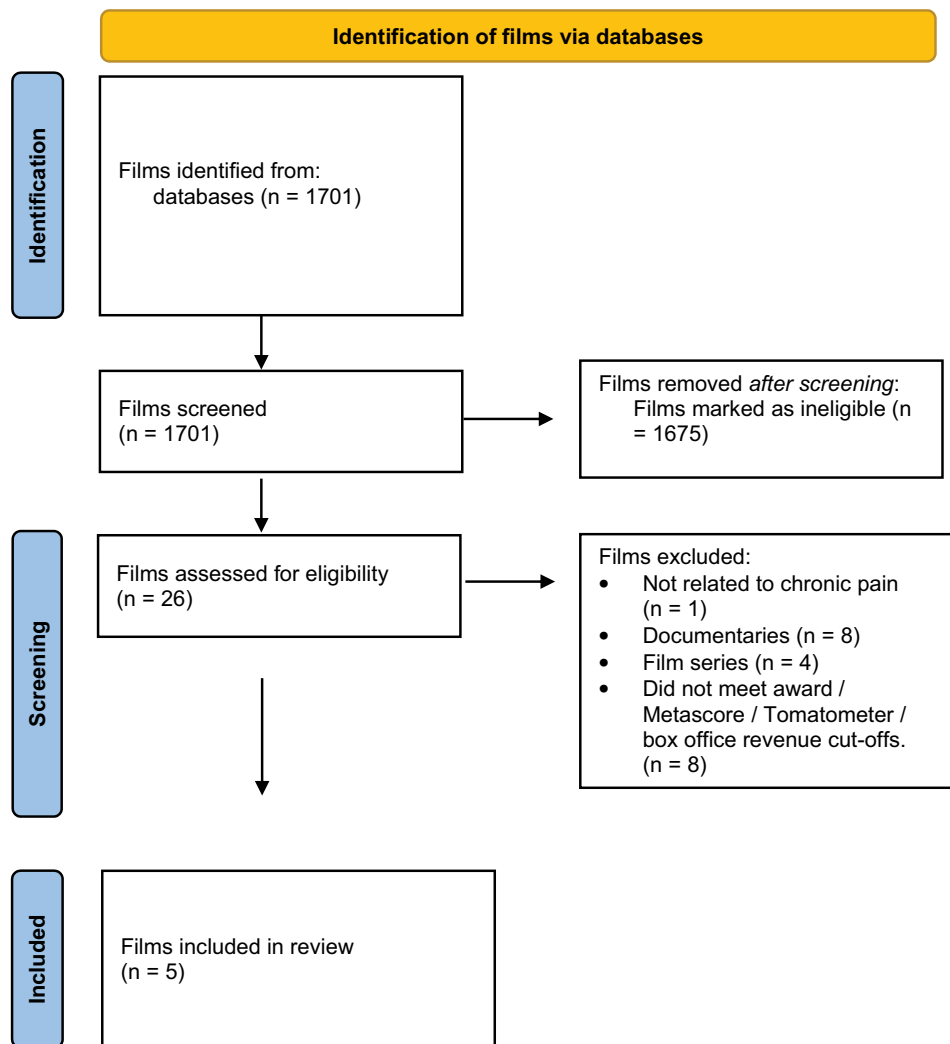 Identification of films via databases
Identification
Films identified from:
databases (n = 1701)
Films screened
(n = 1701)
Films removed after screening:
Films marked as ineligible (n
= 1675)
Screening
Films assessed for eligibility
(n = 26)
Films excluded:
• Not related to chronic pain
(n = 1)
• Documentaries (n = 8)
• Film series (n = 4)
• Did not meet award /
Metascore / Tomatometer /
box office revenue cut-offs.
(n = 8)
Included
Films included in review
(n = 5)